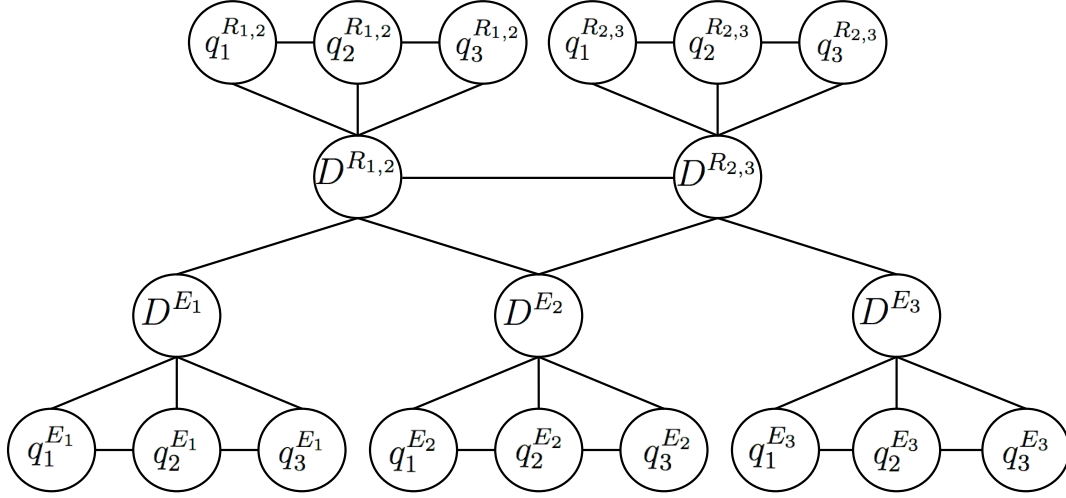 q_1^{R_{1,2}} q_2^{R_{1,2}} q_3^{R_{1,2}} q_1^{R_{2,3}} q_2^{R_{2,3}} q_3^{R_{2,3}}
D^{R_{1,2}} D^{R_{2,3}}
D^{E_1} D^{E_2} D^{E_3}
q_1^{E_1} q_2^{E_1} q_3^{E_1} q_1^{E_2} q_2^{E_2} q_3^{E_2} q_1^{E_3} q_2^{E_3} q_3^{E_3}